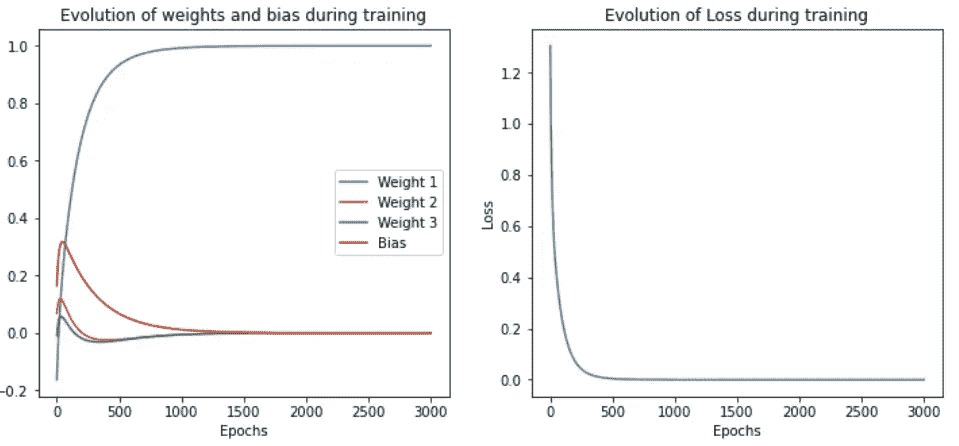 Evolution of weights and bias during training
1.0
0.8
0.6
0.4
0.2
0.0
−0.2
0 500 1000 1500 2000 2500 3000
Epochs
Weight 1
Weight 2
Weight 3
Bias
Evolution of Loss during training
Loss
1.2
1.0
0.8
0.6
0.4
0.2
0.0
0 500 1000 1500 2000 2500 3000
Epochs